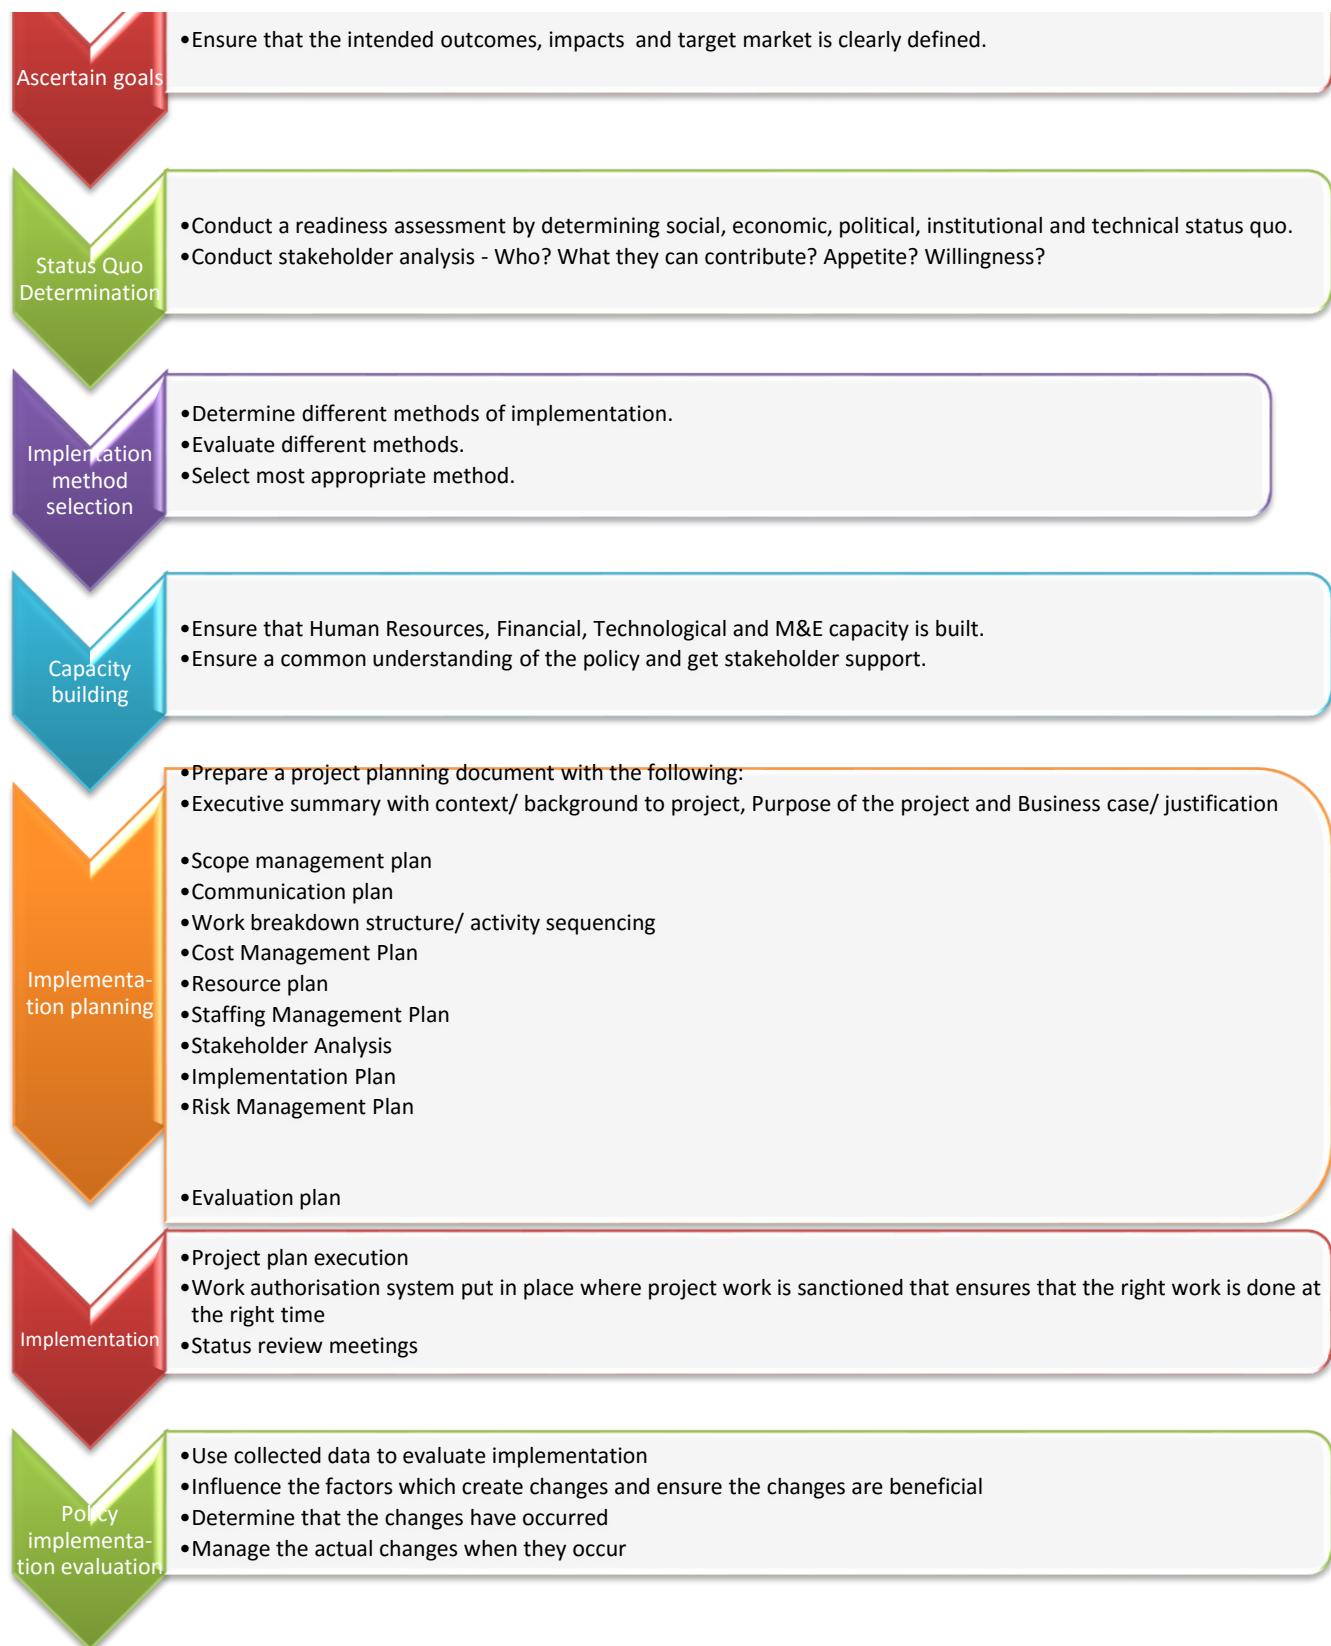 Ascertain goals
•Ensure that the intended outcomes, impacts  and target market is clearly defined.
Status Quo
Determination
•Conduct a readiness assessment by determining social, economic, political, institutional and technical status quo.
•Conduct stakeholder analysis - Who? What they can contribute? Appetite? Willingness?
Implentation
method
selection
•Determine different methods of implementation.
•Evaluate different methods.
•Select most appropriate method.
Capacity
building
•Ensure that Human Resources, Financial, Technological and M&E capacity is built.
•Ensure a common understanding of the policy and get stakeholder support.
Implementa-
tion planning
•Prepare a project planning document with the following:
•Executive summary with context/ background to project, Purpose of the project and Business case/ justification
•Scope management plan
•Communication plan
•Work breakdown structure/ activity sequencing
•Cost Management Plan
•Resource plan
•Staffing Management Plan
•Stakeholder Analysis
•Implementation Plan
•Risk Management Plan
•Evaluation plan
Implementation
•Project plan execution
•Work authorisation system put in place where project work is sanctioned that ensures that the right work is done at
the right time
•Status review meetings
Policy
implementa-
tion evaluation
•Use collected data to evaluate implementation
•Influence the factors which create changes and ensure the changes are beneficial
•Determine that the changes have occurred
•Manage the actual changes when they occur